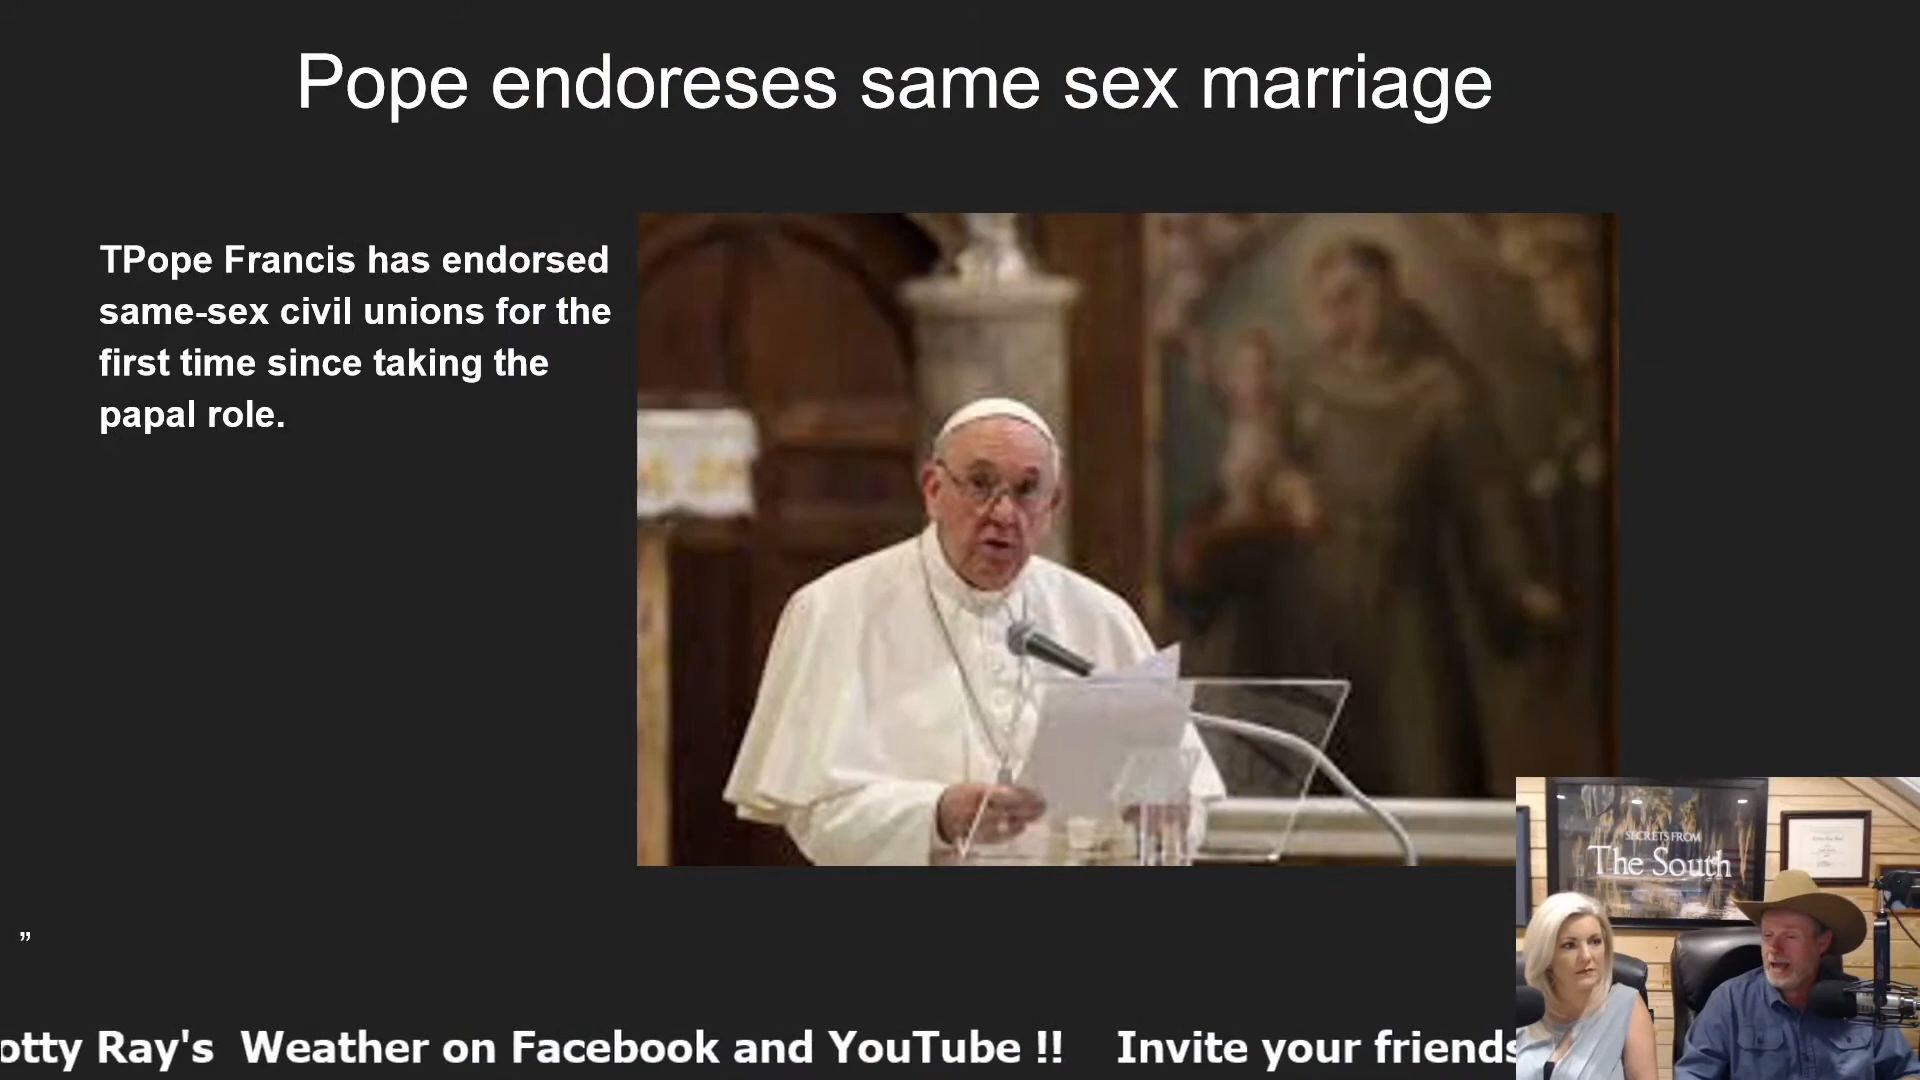 Pope endoreses same sex marriage
TPope Francis has endorsed
same-sex civil unions for the
first time since taking the
papal role.
”
SECRETS FROM
The South
otty Ray's Weather on Facebook and YouTube !! Invite your friends